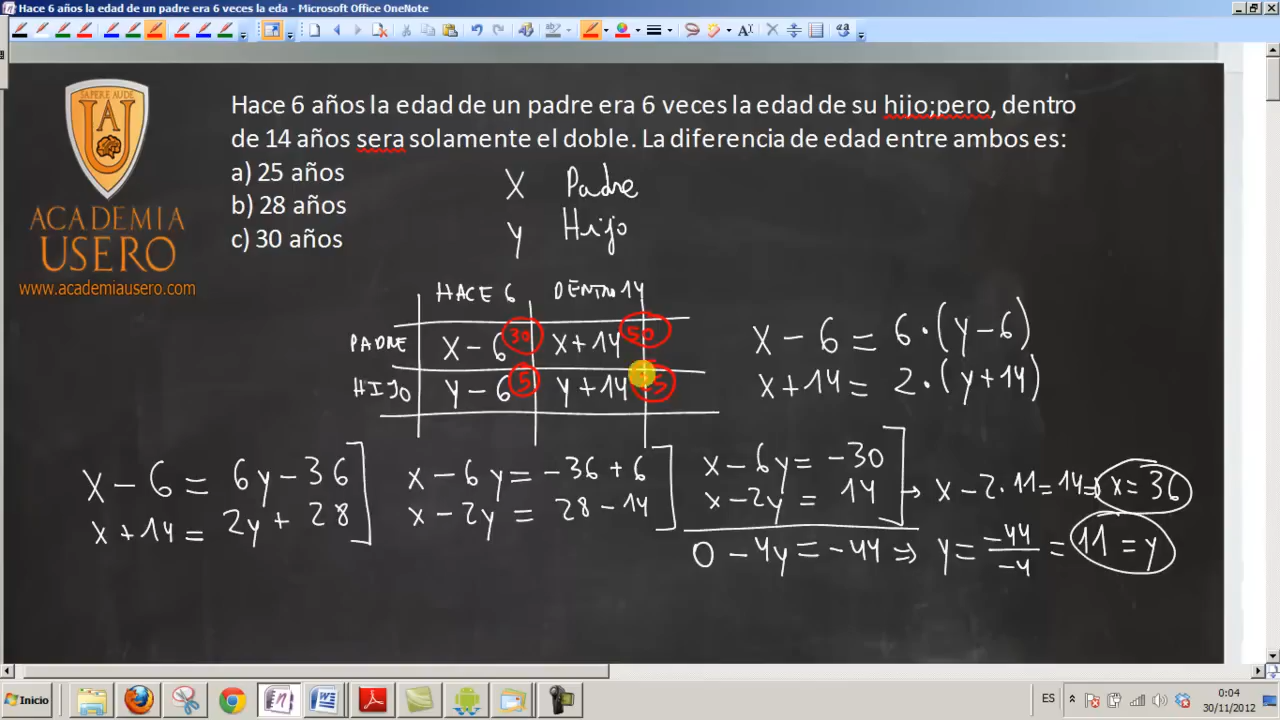 Hace 6 años la edad de un padre era 6 veces la eda - Microsoft Office OneNote
SAPERE AUDE
UA
ACADEMIA
USERO
www.academiausero.com
Hace 6 años la edad de un padre era 6 veces la edad de su hijo;pero, dentro
de 14 años sera solamente el doble. La diferencia de edad entre ambos es:
a) 25 años
b) 28 años
c) 30 años
X Padre
y Hijo
HACE 6 DENTRO 14
PADRE X-6 30 X+14 50
HIJO y-6 5 y+14
X-6 = 6·(y-6)
X+14 = 2·(y+14)
X-6 = 6y-36
X+14 = 2y+28
X-6y = -36+6
X-2y = 28-14
X-6y = -30
X-2y = 14 → X-2·11=14⇒ X=36
0-4y=-44 ⇒ y = -44/-4 = 11 = y
Inicio
ES
0:04
30/11/2012